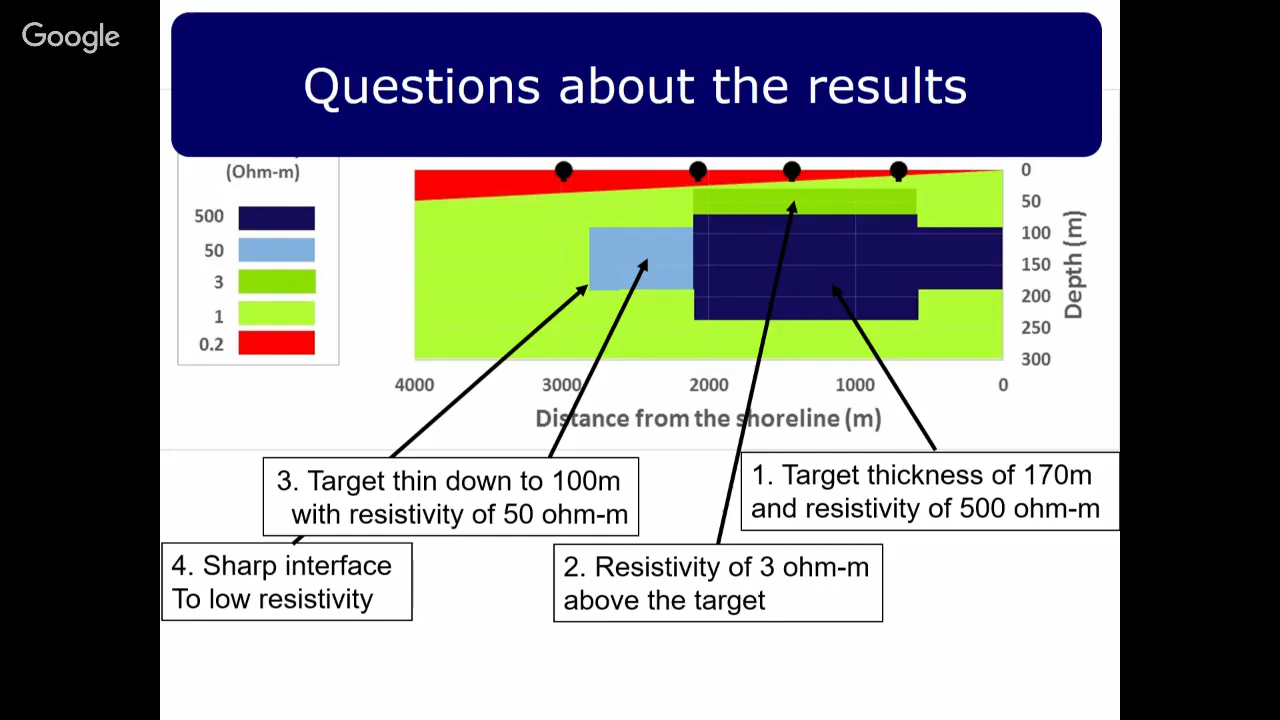 Google
Questions about the results
(Ohm-m)
500
50
3
1
0.2
0
50
100
150
200
250
300
Depth (m)
4000 3000 2000 1000 0
Distance from the shoreline (m)
3. Target thin down to 100m
with resistivity of 50 ohm-m
1. Target thickness of 170m
and resistivity of 500 ohm-m
4. Sharp interface
To low resistivity
2. Resistivity of 3 ohm-m
above the target